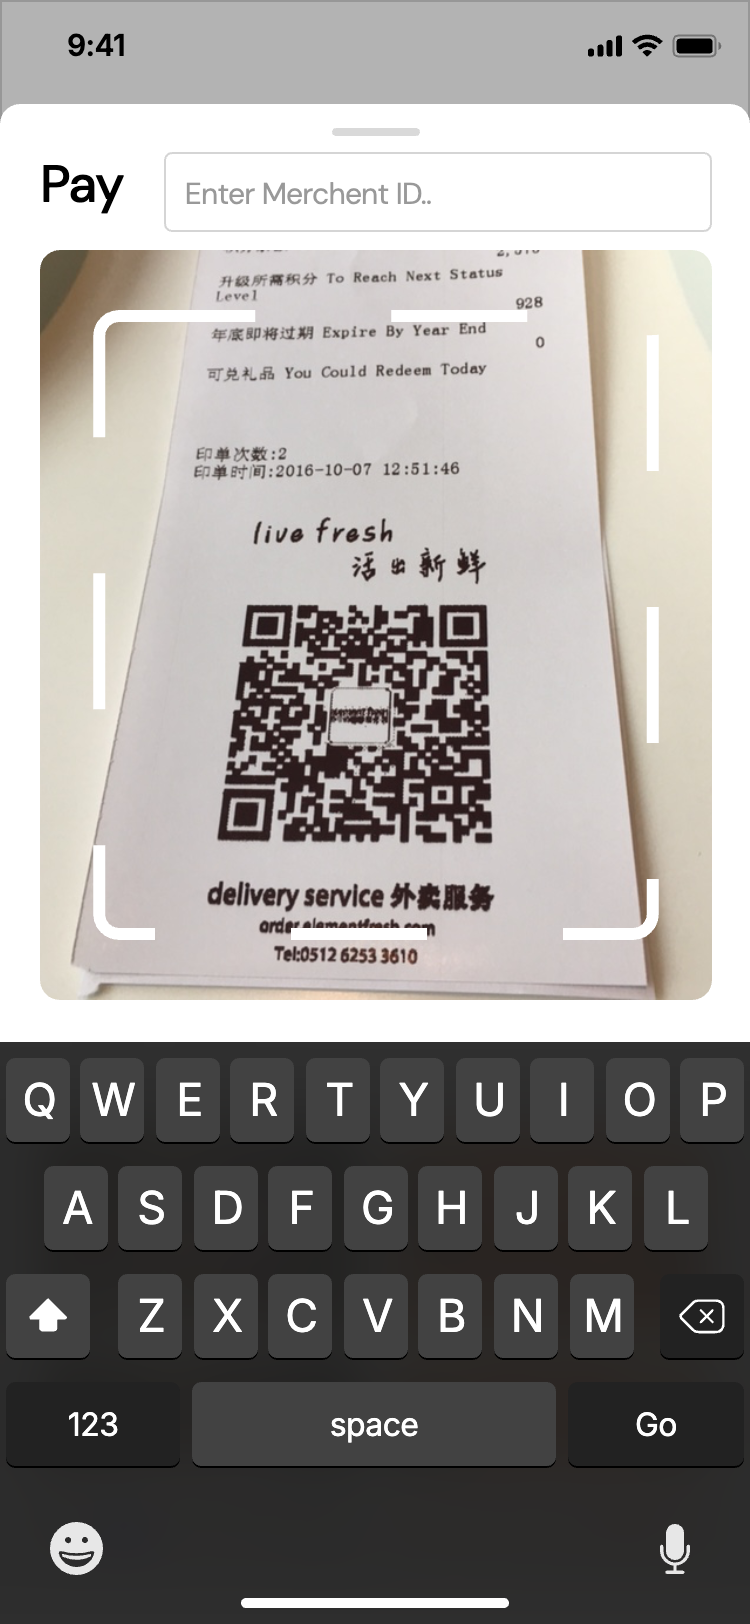 9:41
Pay
Enter Merchent ID..
升级所需积分 To Reach Next Status
Level
928
年底即将过期 Expire By Year End
0
可兑礼品 You Could Redeem Today
印单次数:2
印单时间:2016-10-07 12:51:46
live fresh
活出新鲜
delivery service 外卖服务
order.elementfresh.com
Tel:0512 6253 3610
Q W E R T Y U I O P
A S D F G H J K L
Z X C V B N M
123 space Go